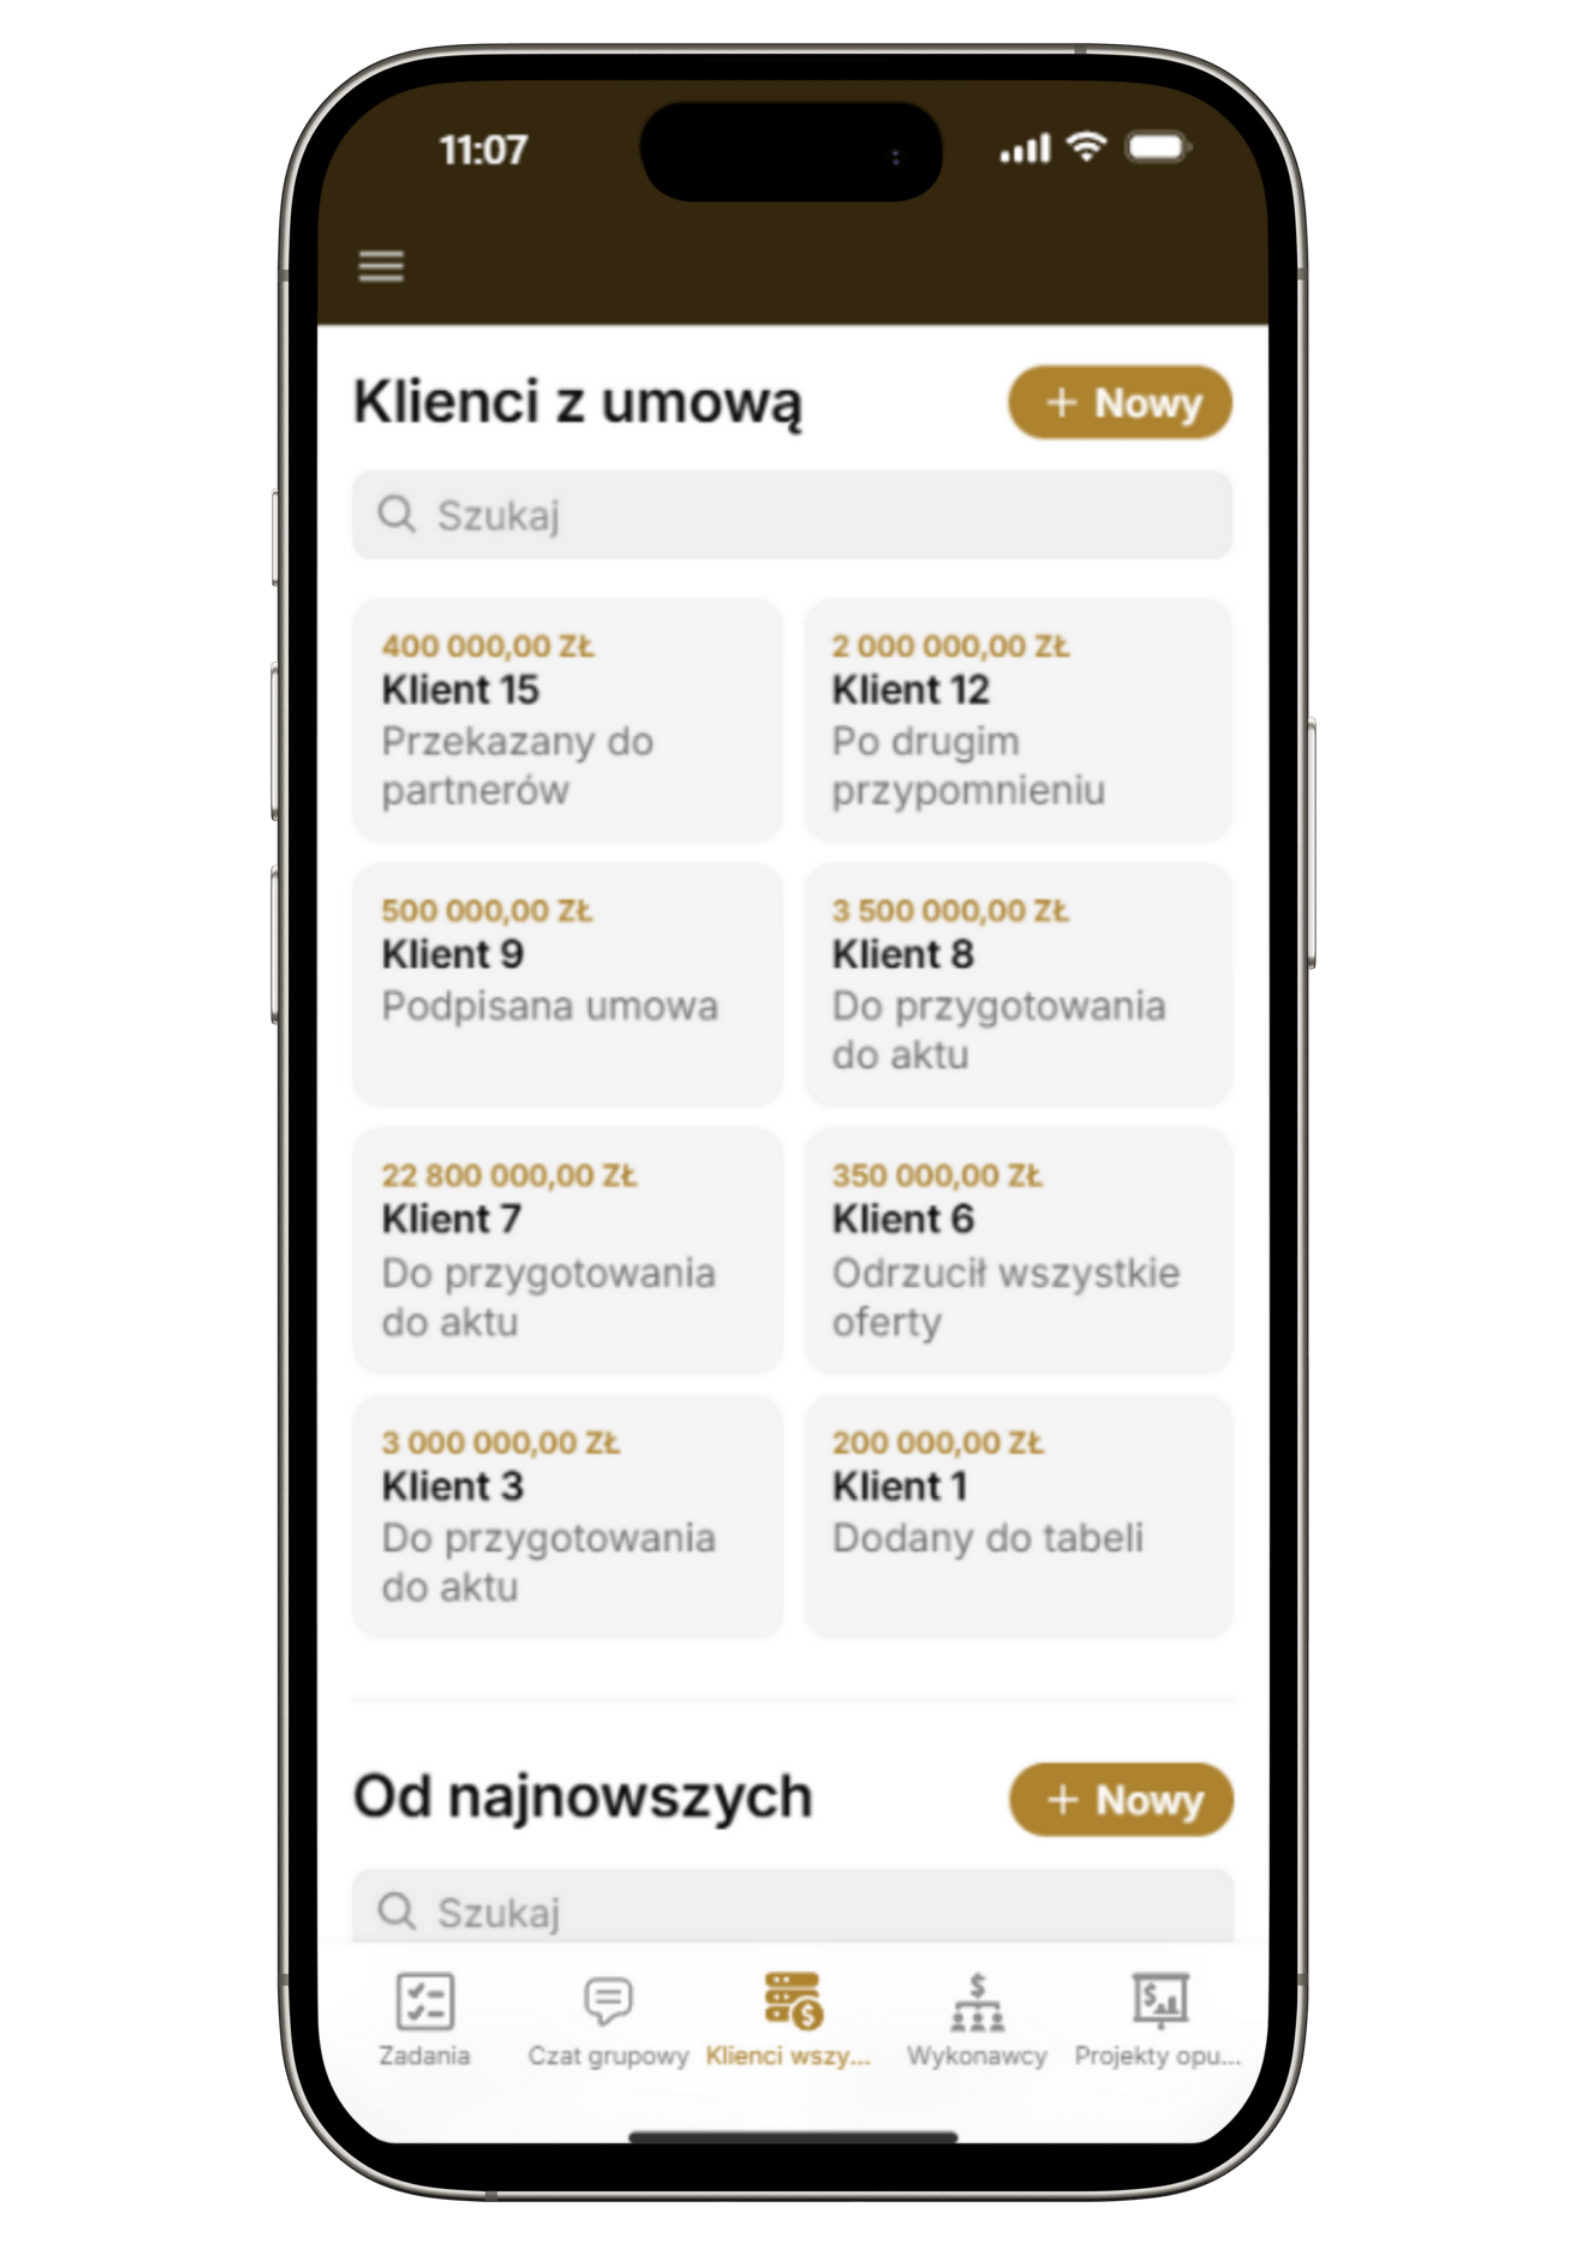 11:07
Klienci z umową
+ Nowy
Szukaj
400 000,00 ZŁ
Klient 15
Przekazany do
partnerów
2 000 000,00 ZŁ
Klient 12
Po drugim
przypomnieniu
500 000,00 ZŁ
Klient 9
Podpisana umowa
3 500 000,00 ZŁ
Klient 8
Do przygotowania
do aktu
22 800 000,00 ZŁ
Klient 7
Do przygotowania
do aktu
350 000,00 ZŁ
Klient 6
Odrzucił wszystkie
oferty
3 000 000,00 ZŁ
Klient 3
Do przygotowania
do aktu
200 000,00 ZŁ
Klient 1
Dodany do tabeli
Od najnowszych
+ Nowy
Szukaj
Zadania
Czat grupowy
Klienci wszy...
Wykonawcy
Projekty opu...